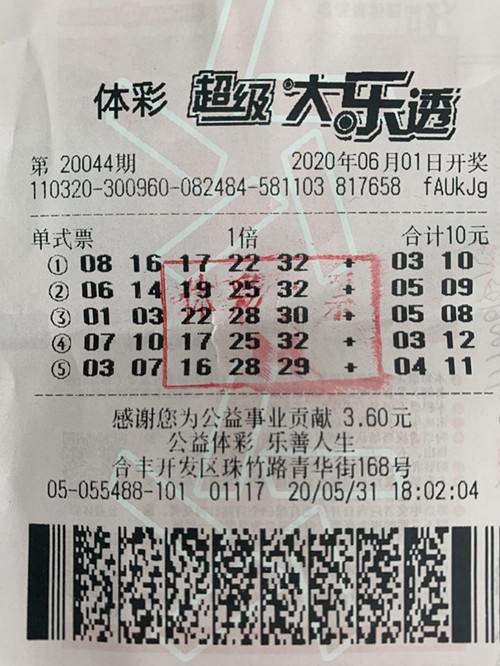 体彩 超级大乐透
第 20044期 2020年06月01日开奖
110320-300960-082484-581103 817658 fAUkJg
单式票 1倍 合计10元
① 08 16 17 22 32 + 03 10
② 06 14 19 25 32 + 05 09
③ 01 03 22 28 30 + 05 08
④ 07 10 17 25 32 + 03 12
⑤ 03 07 16 28 29 + 04 11
感谢您为公益事业贡献 3.60元
公益体彩 乐善人生
合丰开发区珠竹路青华街168号
05-055488-101 01117 20/05/31 18:02:04